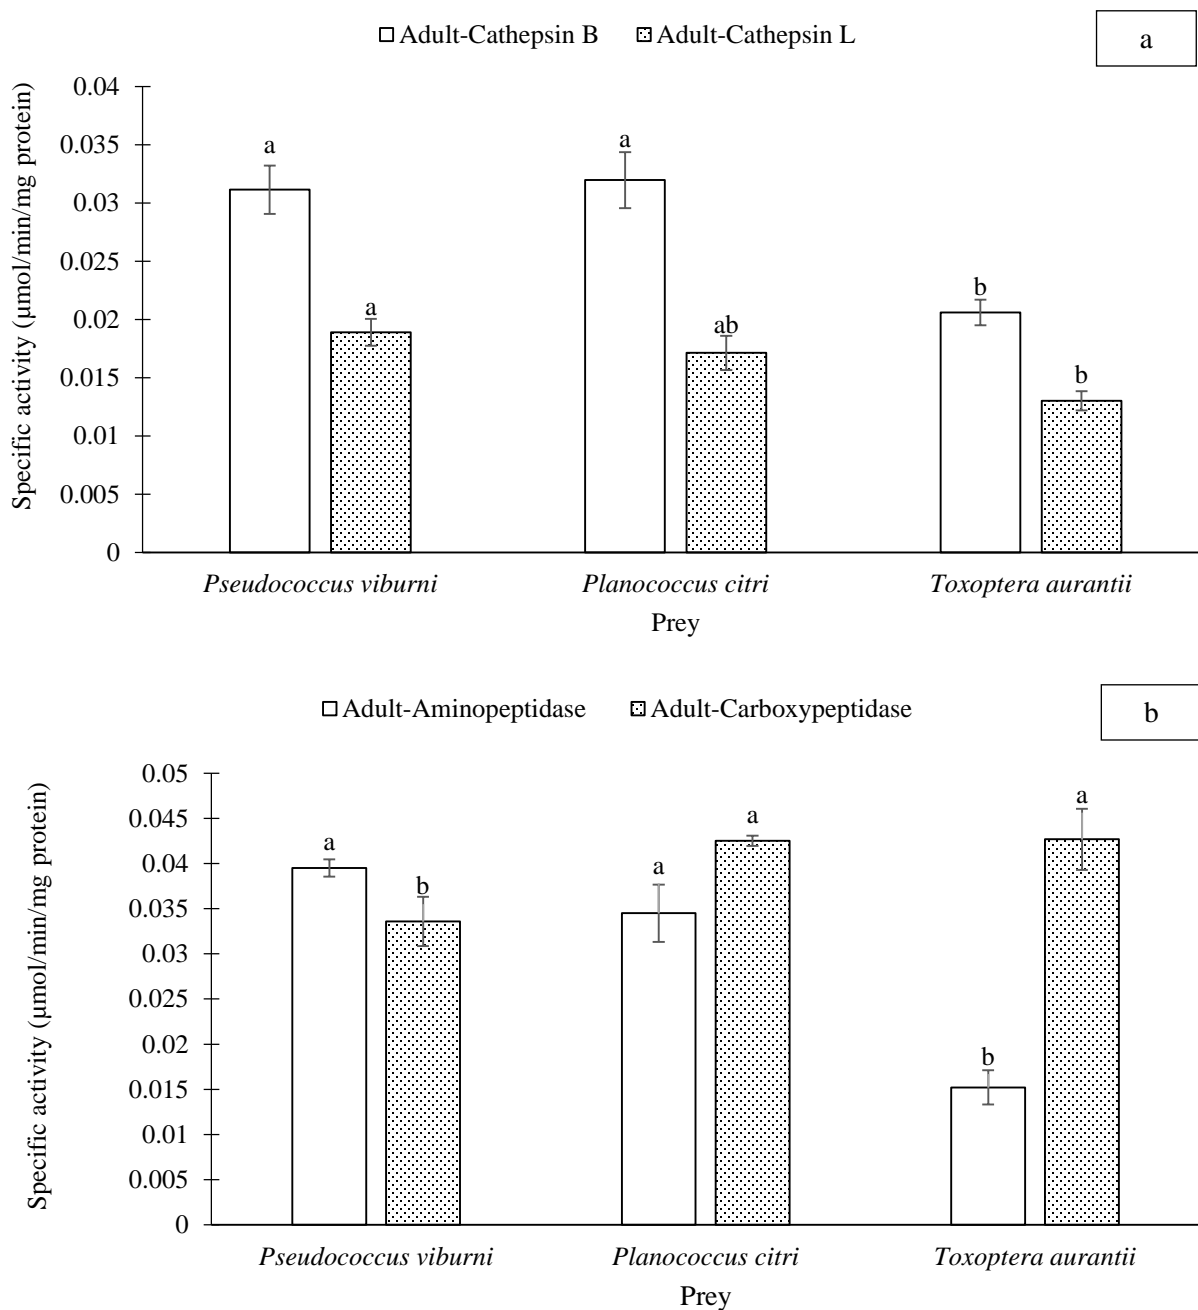 Adult-Cathepsin B Adult-Cathepsin L
a
Specific activity (µmol/min/mg protein)
0.04
0.035
0.03
0.025
0.02
0.015
0.01
0.005
0
a
a
a
ab
b
b
Pseudococcus viburni Planococcus citri Toxoptera aurantii
Prey
Adult-Aminopeptidase Adult-Carboxypeptidase
b
Specific activity (µmol/min/mg protein)
0.05
0.045
0.04
0.035
0.03
0.025
0.02
0.015
0.01
0.005
0
a
b
a
a
b
a
Pseudococcus viburni Planococcus citri Toxoptera aurantii
Prey